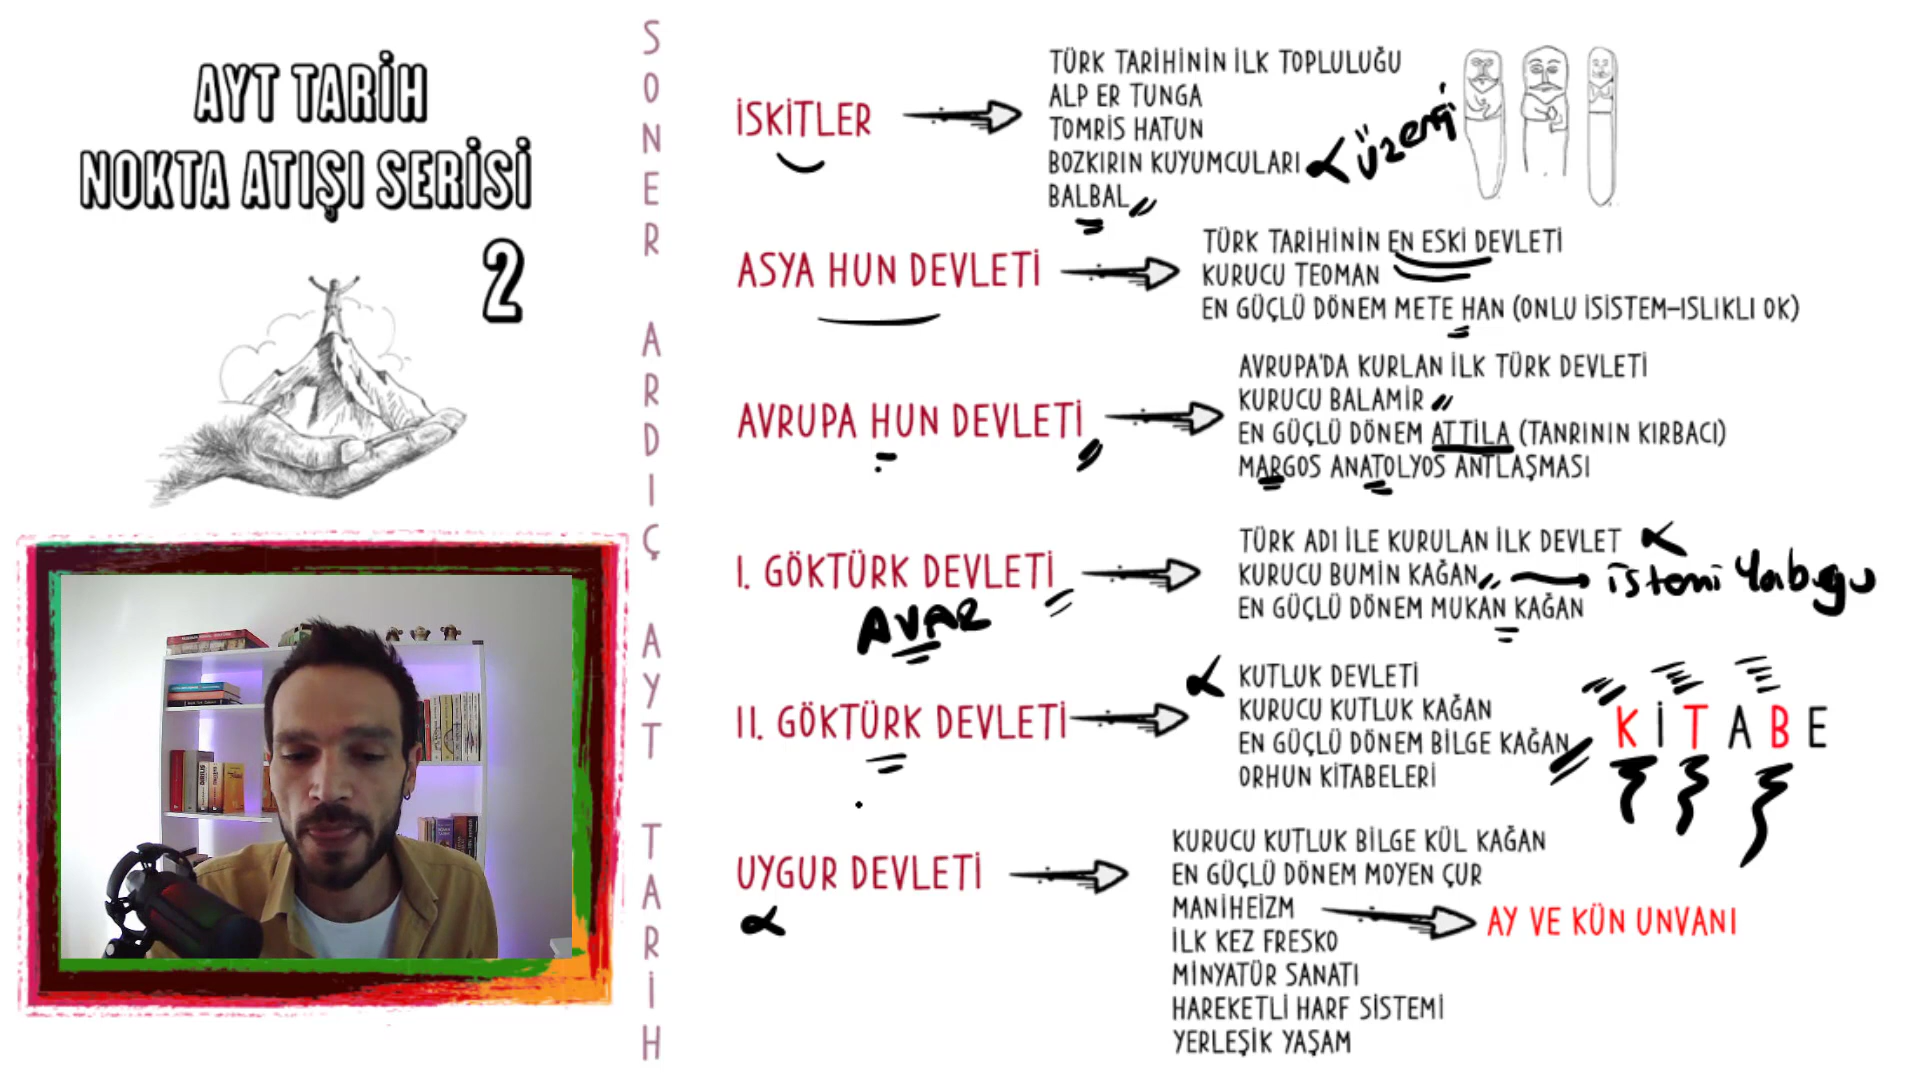 AYT TARİH
NOKTA ATIŞI SERİSİ
2
SONER ARDIÇ AYT TARİH
İSKİTLER
TÜRK TARİHİNİN İLK TOPLULUĞU
ALP ER TUNGA
TOMRİS HATUN
BOZKIRIN KUYUMCULARI
üzengi
BALBAL
ASYA HUN DEVLETİ
TÜRK TARİHİNİN EN ESKİ DEVLETİ
KURUCU TEOMAN
EN GÜÇLÜ DÖNEM METE HAN (ONLU İSİSTEM-ISLIKLI OK)
AVRUPA HUN DEVLETİ
AVRUPA'DA KURLAN İLK TÜRK DEVLETİ
KURUCU BALAMİR
EN GÜÇLÜ DÖNEM ATTİLA (TANRININ KIRBACI)
MARGOS ANATOLYOS ANTLAŞMASI
I. GÖKTÜRK DEVLETİ
AVAR
TÜRK ADI İLE KURULAN İLK DEVLET
KURUCU BUMİN KAĞAN
istemi Yabgu
EN GÜÇLÜ DÖNEM MUKAN KAĞAN
II. GÖKTÜRK DEVLETİ
KUTLUK DEVLETİ
KURUCU KUTLUK KAĞAN
EN GÜÇLÜ DÖNEM BİLGE KAĞAN
ORHUN KİTABELERİ
KİTABE
UYGUR DEVLETİ
KURUCU KUTLUK BİLGE KÜL KAĞAN
EN GÜÇLÜ DÖNEM MOYEN ÇUR
MANİHEİZM
AY VE KÜN UNVANI
İLK KEZ FRESKO
MİNYATÜR SANATI
HAREKETLİ HARF SİSTEMİ
YERLEŞİK YAŞAM